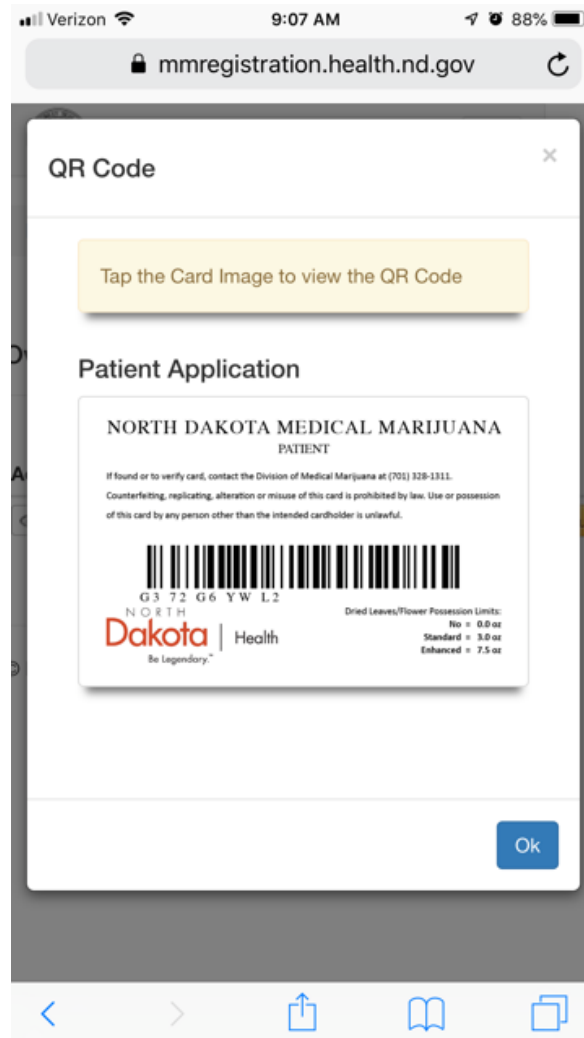 Verizon 9:07 AM 88%
mmregistration.health.nd.gov
QR Code ×
Tap the Card Image to view the QR Code
Patient Application
NORTH DAKOTA MEDICAL MARIJUANA
PATIENT
If found or to verify card, contact the Division of Medical Marijuana at (701) 328-1311.
Counterfeiting, replicating, alteration or misuse of this card is prohibited by law. Use or possession
of this card by any person other than the intended cardholder is unlawful.
G3 72 G6 YW L2
NORTH
Dakota | Health
Be Legendary.™
Dried Leaves/Flower Possession Limits:
No = 0.0 oz
Standard = 3.0 oz
Enhanced = 7.5 oz
Ok